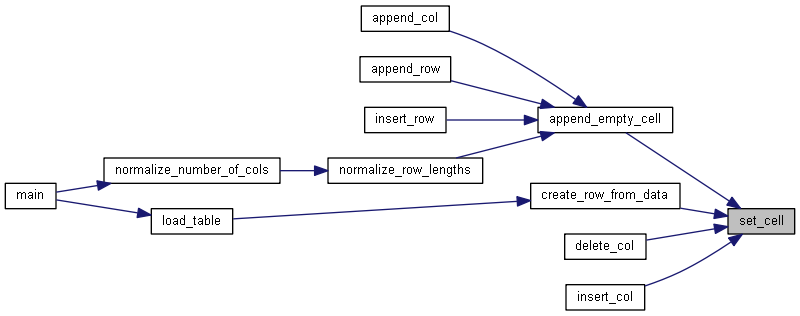 append_col
append_row
insert_row
append_empty_cell
normalize_number_of_cols
normalize_row_lengths
main
create_row_from_data
load_table
set_cell
delete_col
insert_col